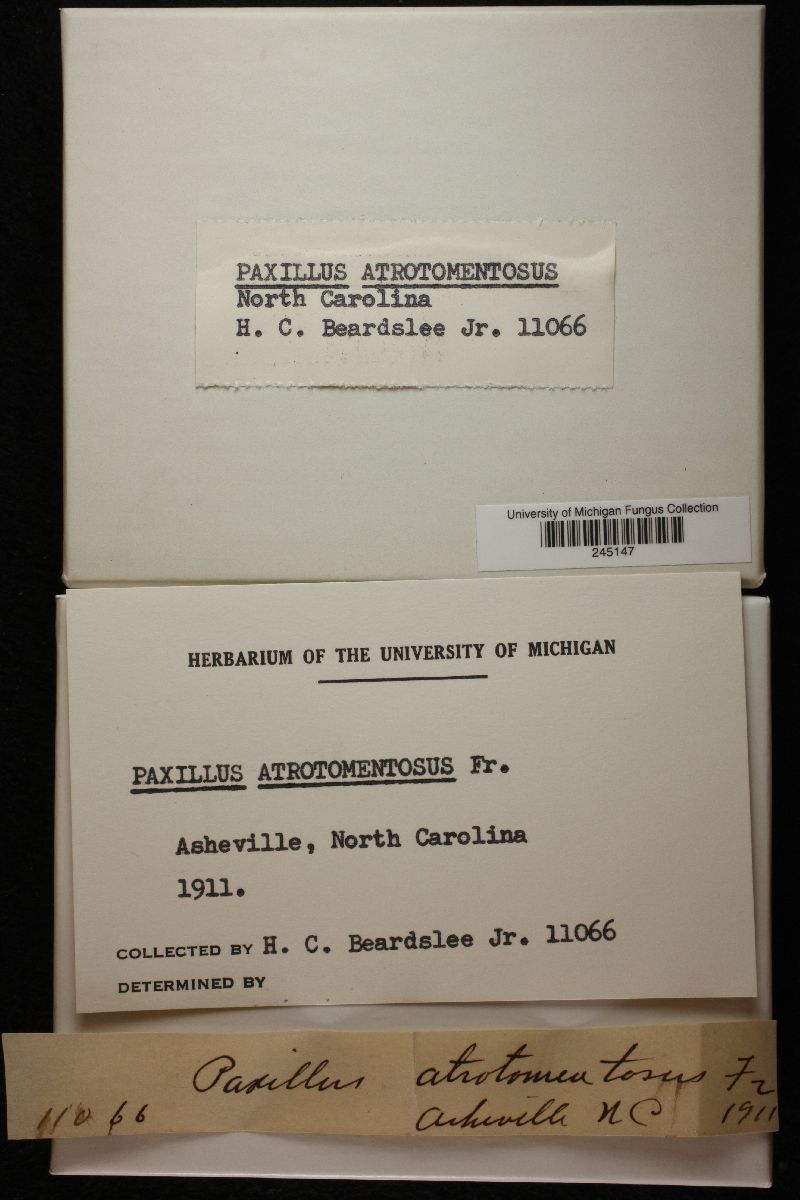 PAXILLUS ATROTOMENTOSUS
North Carolina
H. C. Beardslee Jr. 11066
University of Michigan Fungus Collection
245147
HERBARIUM OF THE UNIVERSITY OF MICHIGAN
PAXILLUS ATROTOMENTOSUS Fr.
Asheville, North Carolina
1911.
COLLECTED BY H. C. Beardslee Jr. 11066
DETERMINED BY
Paxillus atrotomentosus Fr
11066 Asheville NC 1911